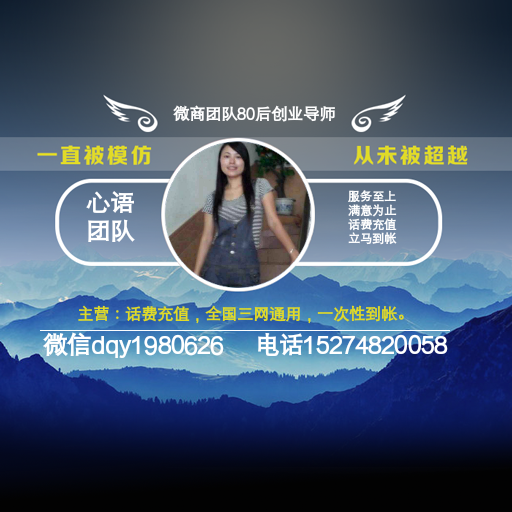 微商团队80后创业导师
一直被模仿
从未被超越
心语
团队
服务至上
满意为止
话费充值
立马到帐
主营：话费充值，全国三网通用，一次性到帐。
微信dqy1980626 电话15274820058